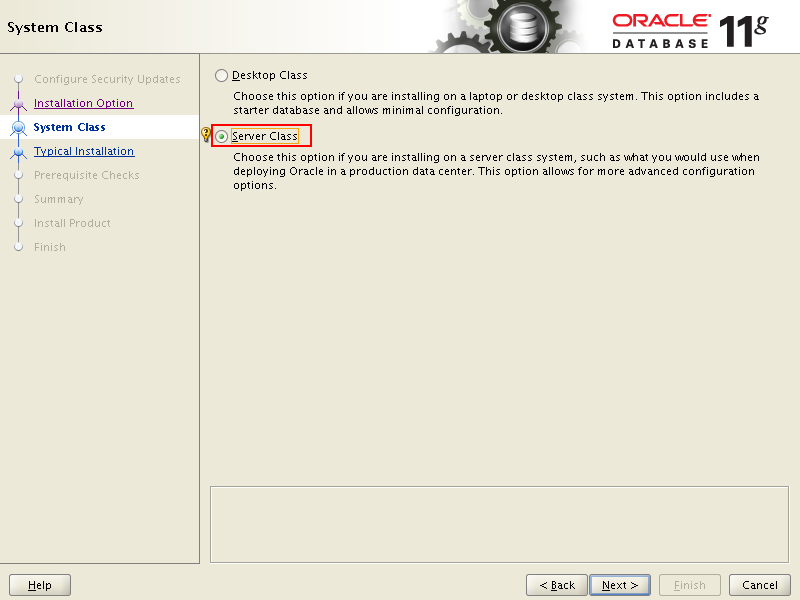 System Class
ORACLE
DATABASE 11g
Configure Security Updates
Installation Option
System Class
Typical Installation
Prerequisite Checks
Summary
Install Product
Finish
Desktop Class
Choose this option if you are installing on a laptop or desktop class system. This option includes a
starter database and allows minimal configuration.
Server Class
Choose this option if you are installing on a server class system, such as what you would use when
deploying Oracle in a production data center. This option allows for more advanced configuration
options.
Help
< Back
Next >
Finish
Cancel